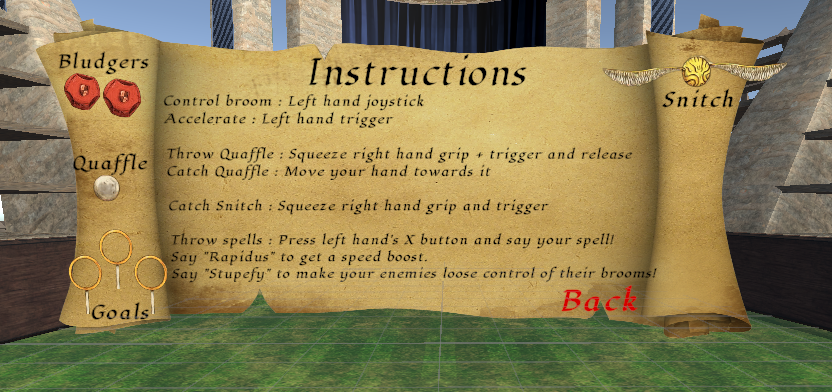 Instructions
Bludgers
Quaffle
Goals
Control broom : Left hand joystick
Accelerate : Left hand trigger
Throw Quaffle : Squeeze right hand grip + trigger and release
Catch Quaffle : Move your hand towards it
Catch Snitch : Squeeze right hand grip and trigger
Throw spells : Press left hand's X button and say your spell!
Say "Rapidus" to get a speed boost.
Say "Stupefy" to make your enemies loose control of their brooms!
Back
Snitch